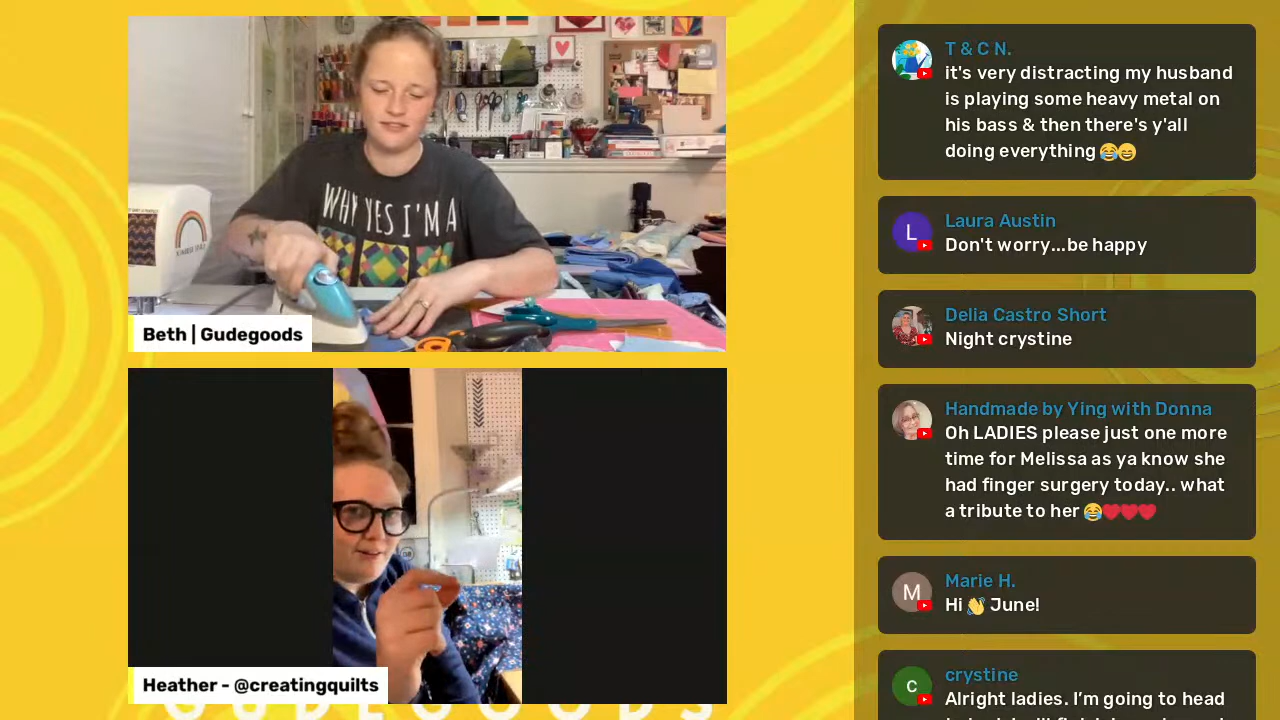 WHY YES I'M A
Beth | Gudegoods
Heather - @creatingquilts
GUDEGOODS
T & C N.
it's very distracting my husband
is playing some heavy metal on
his bass & then there's y'all
doing everything 😂😄
L
Laura Austin
Don't worry...be happy
Delia Castro Short
Night crystine
Handmade by Ying with Donna
Oh LADIES please just one more
time for Melissa as ya know she
had finger surgery today.. what
a tribute to her 😂❤️❤️❤️
M
Marie H.
Hi 👋 June!
c
crystine
Alright ladies. I'm going to head